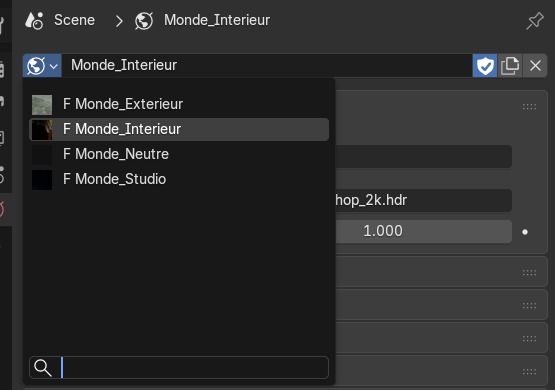 Scene > Monde_Interieur
Monde_Interieur
F Monde_Exterieur
F Monde_Interieur
F Monde_Neutre
F Monde_Studio
hop_2k.hdr
1.000